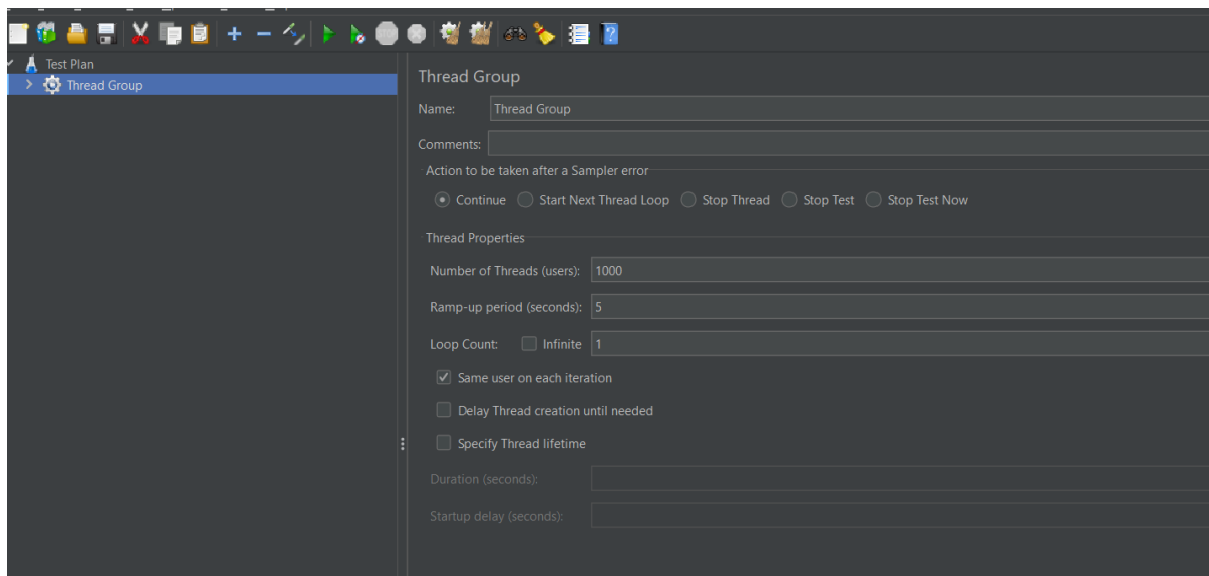 STOP
Test Plan
Thread Group
Thread Group
Name: Thread Group
Comments:
Action to be taken after a Sampler error
Continue Start Next Thread Loop Stop Thread Stop Test Stop Test Now
Thread Properties
Number of Threads (users): 1000
Ramp-up period (seconds): 5
Loop Count: Infinite 1
Same user on each iteration
Delay Thread creation until needed
Specify Thread lifetime
Duration (seconds):
Startup delay (seconds):